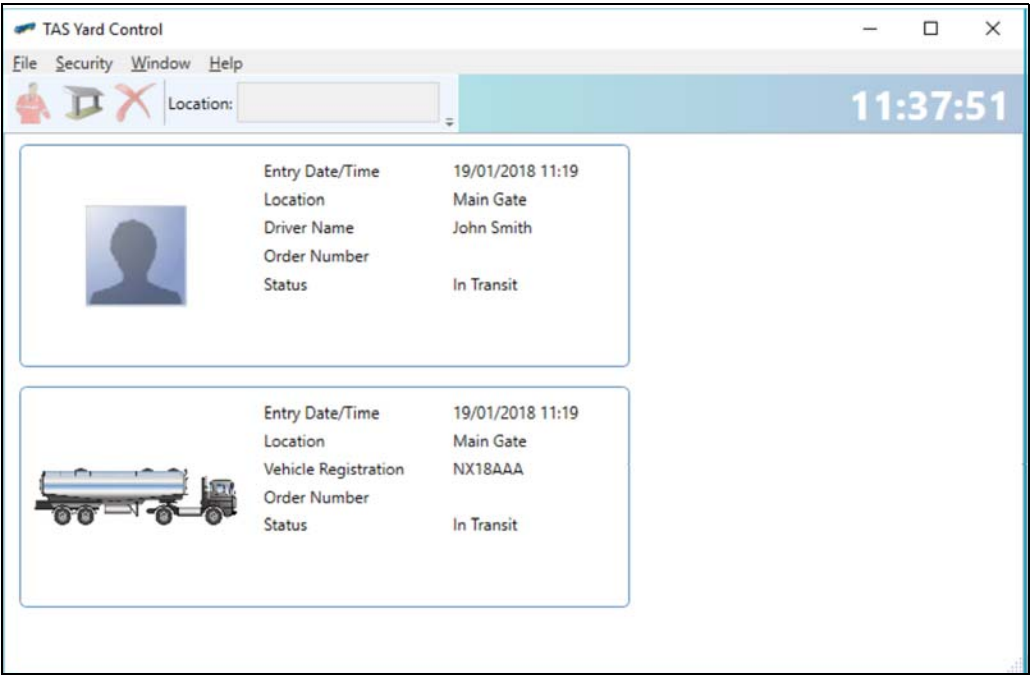 TAS Yard Control
File Security Window Help
Location:
11:37:51
Entry Date/Time 19/01/2018 11:19
Location Main Gate
Driver Name John Smith
Order Number
Status In Transit
Entry Date/Time 19/01/2018 11:19
Location Main Gate
Vehicle Registration NX18AAA
Order Number
Status In Transit